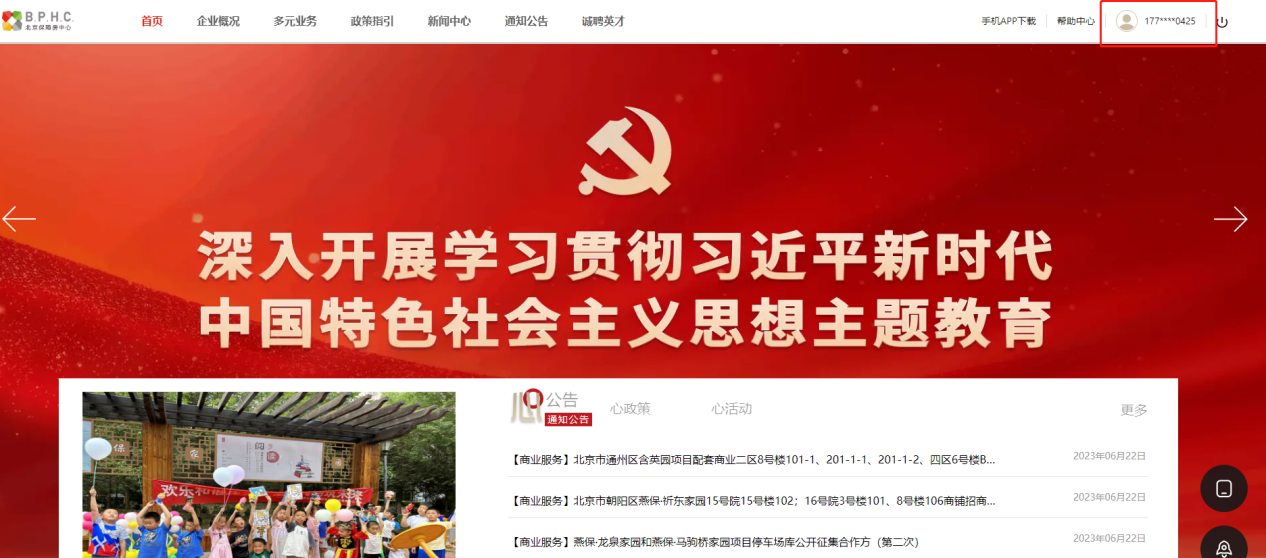 B.P.H.C.
北京保障房中心
首页
企业概况
多元业务
政策指引
新闻中心
通知公告
诚聘英才
手机APP下载
帮助中心
177****0425
深入开展学习贯彻习近平新时代
中国特色社会主义思想主题教育
心公告
通知公告
心政策
心活动
更多
【商业服务】北京市通州区含英园项目配套商业二区8号楼101-1、201-1-1、201-1-2、四区6号楼B...
2023年06月22日
【商业服务】北京市朝阳区燕保·祈东家园15号院15号楼102；16号院3号楼101、8号楼106商铺招商...
2023年06月22日
【商业服务】燕保·龙泉家园和燕保·马驹桥家园项目停车场库公开征集合作方（第二次）
2023年06月22日